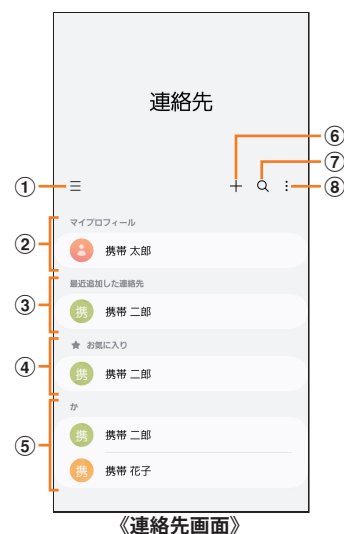 連絡先
⑥
⑦
① ⑧
マイプロフィール
②
携帯 太郎
最近追加した連絡先
③
携 携帯 二郎
★ お気に入り
④
携 携帯 二郎
か
携 携帯 二郎
⑤
携 携帯 花子
《連絡先画面》